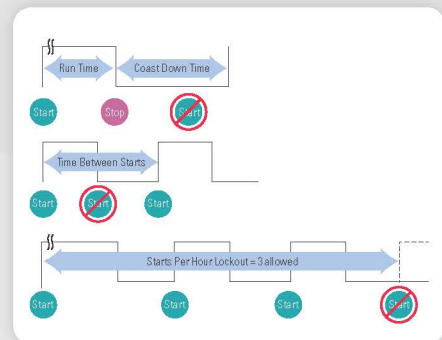 Run Time Coast Down Time
Start Stop Start
Time Between Starts
Start Start Start
Starts Per Hour Lockout = 3 allowed
Start Start Start Start